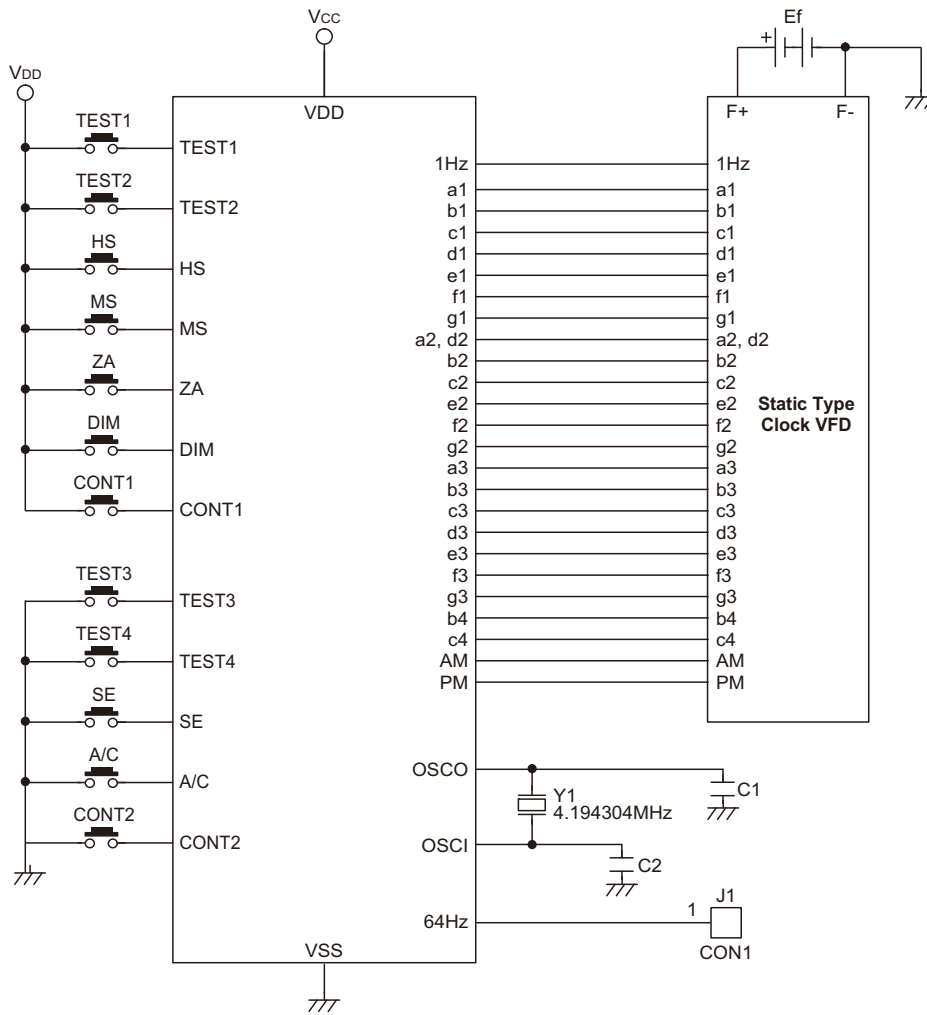 VCC
Ef
+
VDD
VDD
F+
F-
TEST1
TEST1
TEST2
TEST2
HS
HS
MS
MS
ZA
ZA
DIM
DIM
CONT1
CONT1
TEST3
TEST3
TEST4
TEST4
SE
SE
A/C
A/C
CONT2
CONT2
VSS
1Hz
a1
b1
c1
d1
e1
f1
g1
a2, d2
b2
c2
e2
f2
g2
a3
b3
c3
d3
e3
f3
g3
b4
c4
AM
PM
OSCO
OSCI
64Hz
1Hz
a1
b1
c1
d1
e1
f1
g1
a2, d2
b2
c2
e2
f2
g2
a3
b3
c3
d3
e3
f3
g3
b4
c4
AM
PM
Static Type
Clock VFD
Y1
4.194304MHz
C1
C2
1
J1
CON1